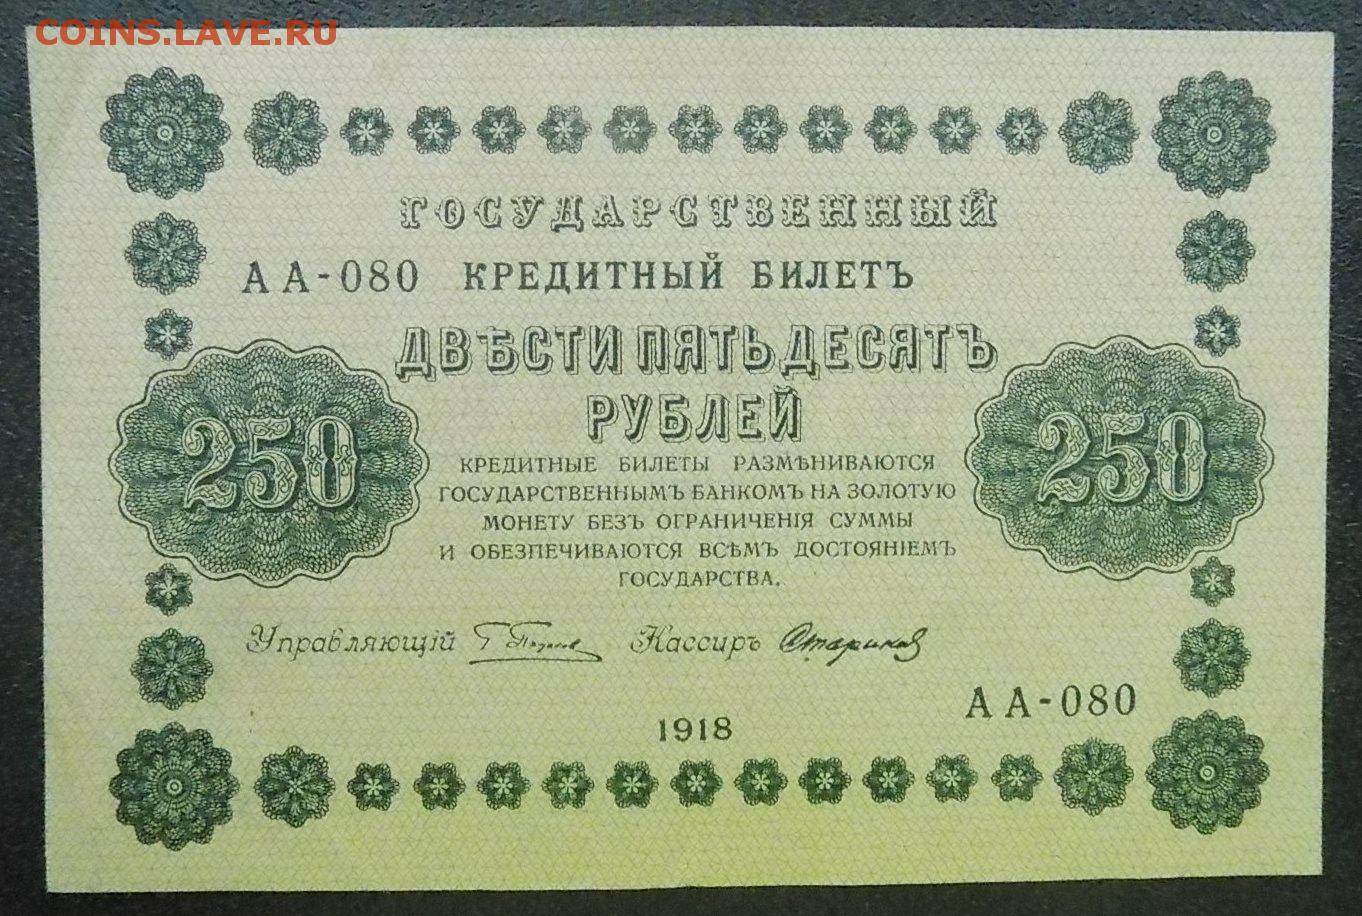 COINS.LAVE.RU
ГОСУДАРСТВЕННЫЙ
АА-080 КРЕДИТНЫЙ БИЛЕТЪ
ДВѢСТИ ПЯТЬДЕСЯТЪ
РУБЛЕЙ
250
250
КРЕДИТНЫЕ БИЛЕТЫ РАЗМѢНИВАЮТСЯ
ГОСУДАРСТВЕННЫМЪ БАНКОМЪ НА ЗОЛОТУЮ
МОНЕТУ БЕЗЪ ОГРАНИЧЕНІЯ СУММЫ
И ОБЕЗПЕЧИВАЮТСЯ ВСѢМЪ ДОСТОЯНІЕМЪ
ГОСУДАРСТВА.
Управляющій Кассиръ Стариков
АА-080
1918